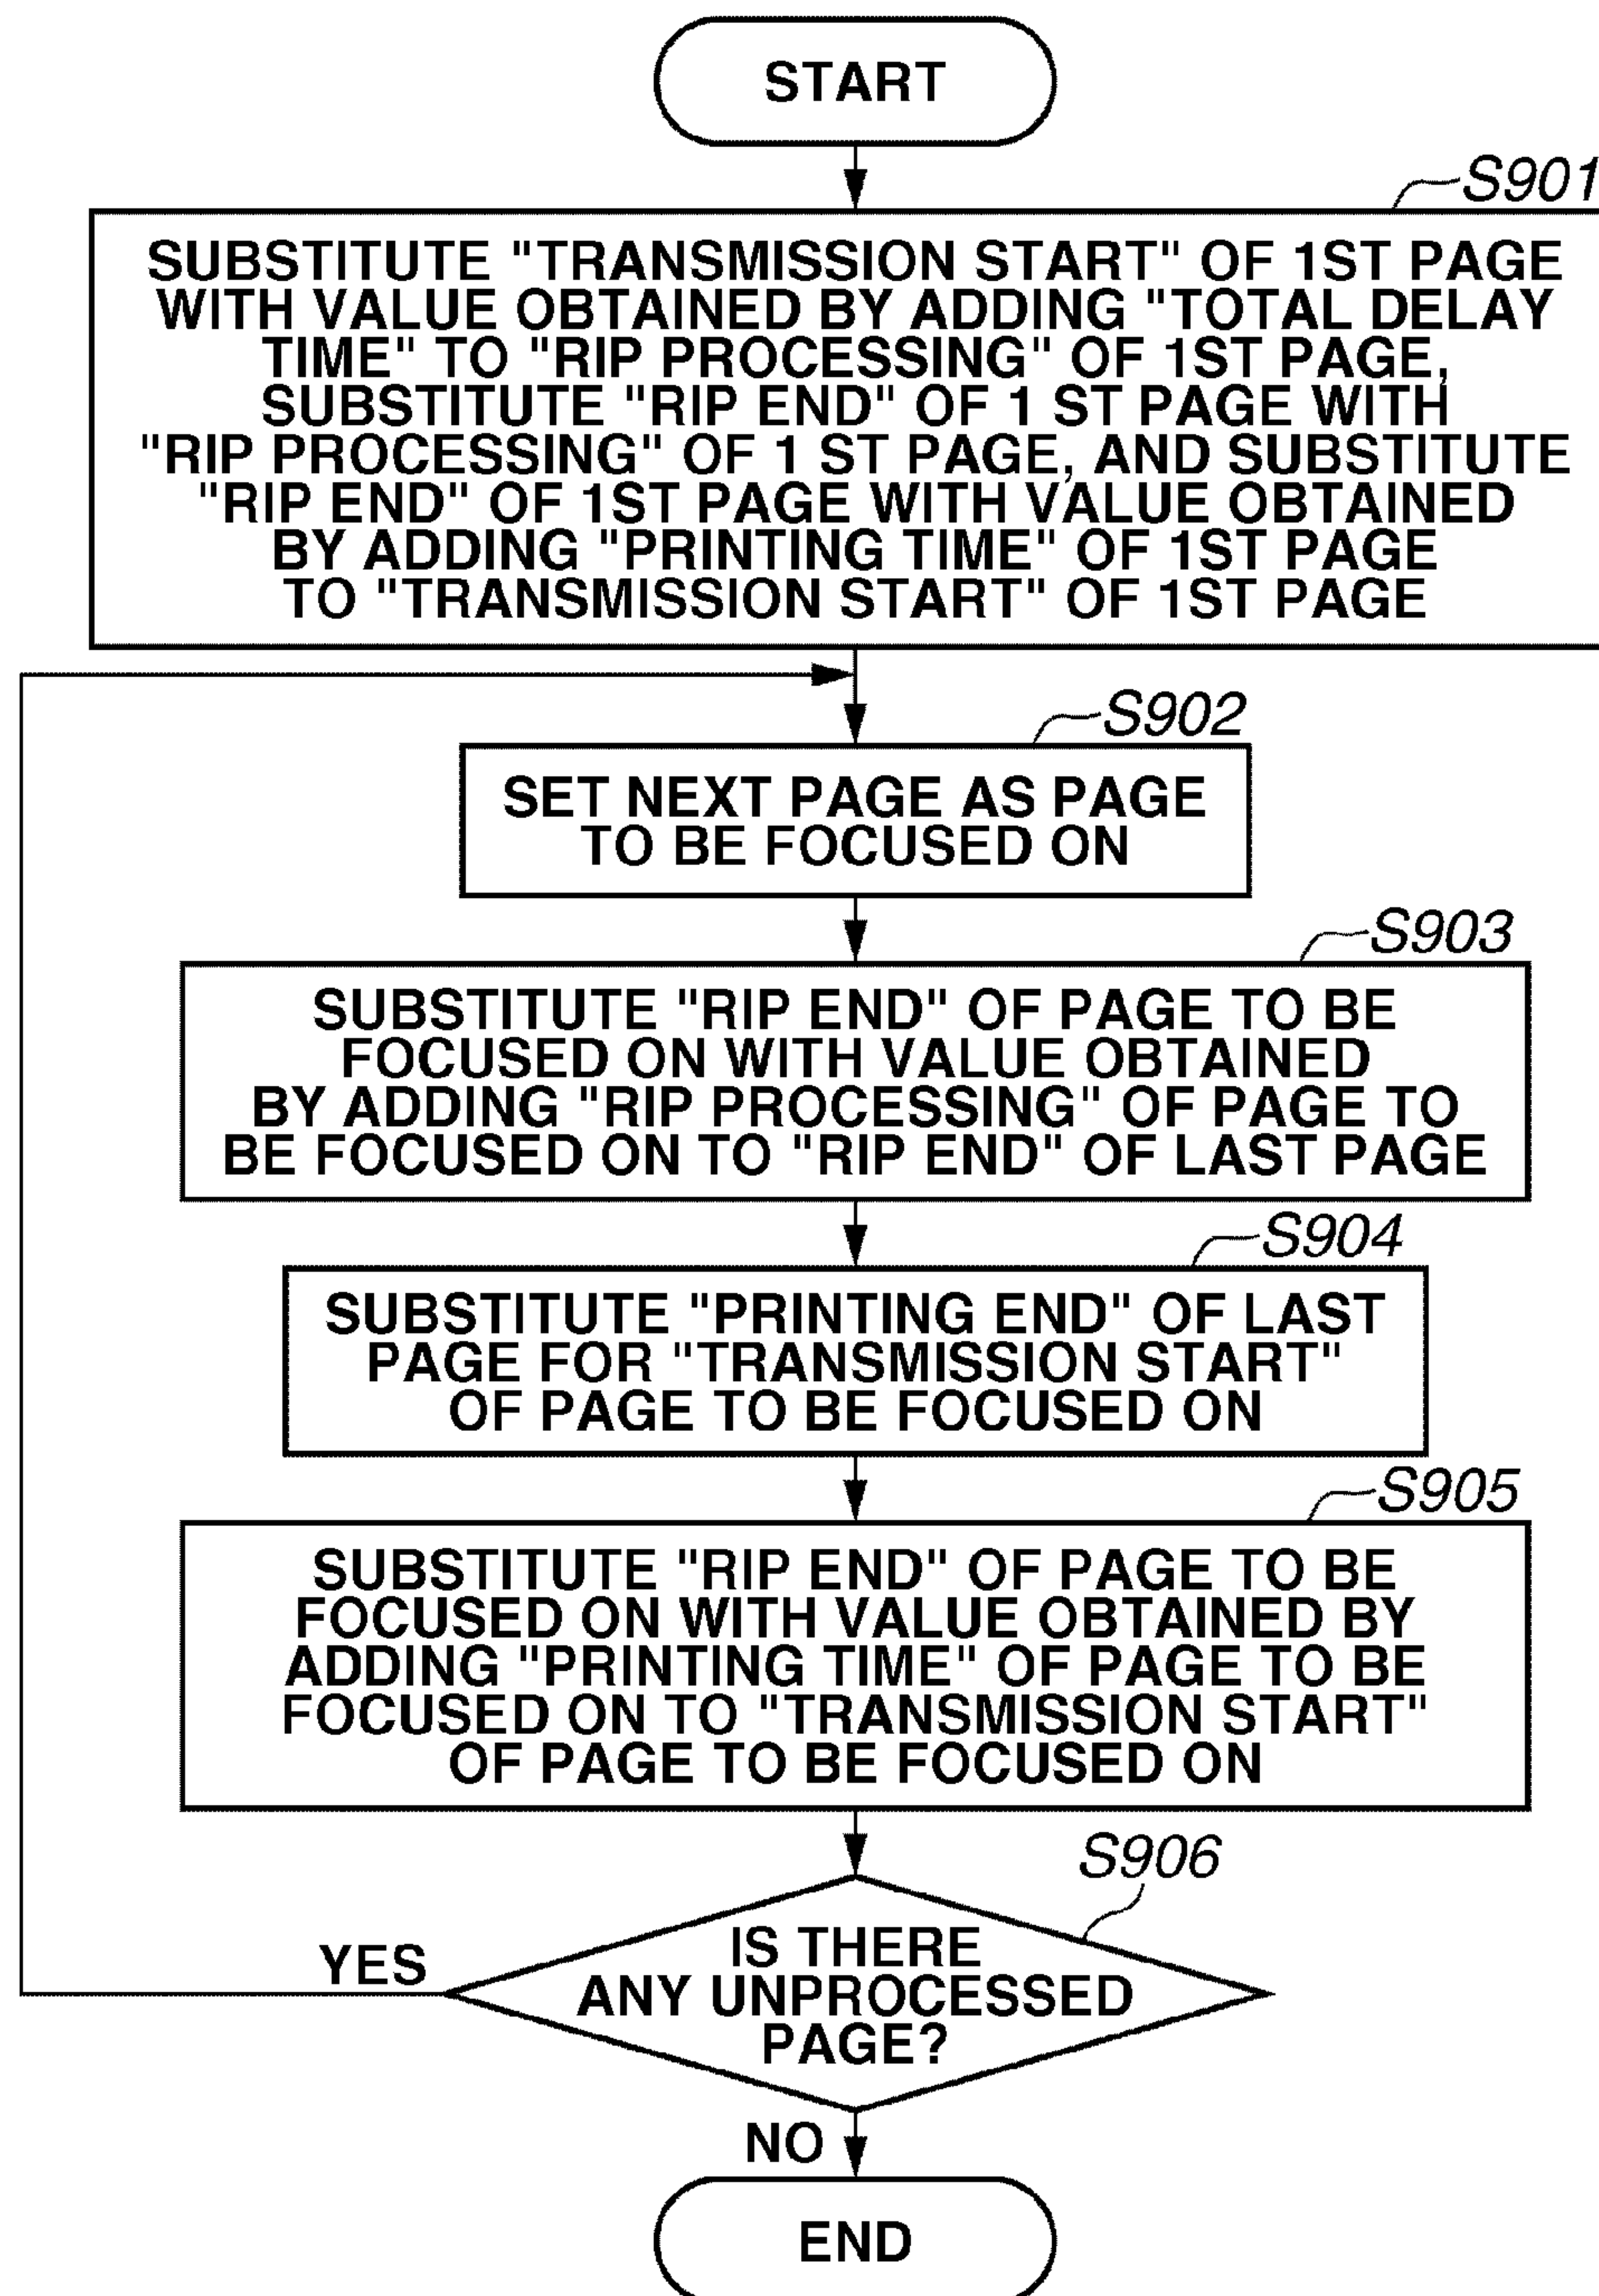 START
S901
SUBSTITUTE "TRANSMISSION START" OF 1ST PAGE
WITH VALUE OBTAINED BY ADDING "TOTAL DELAY
TIME" TO "RIP PROCESSING" OF 1ST PAGE,
SUBSTITUTE "RIP END" OF 1 ST PAGE WITH
"RIP PROCESSING" OF 1 ST PAGE, AND SUBSTITUTE
"RIP END" OF 1ST PAGE WITH VALUE OBTAINED
BY ADDING "PRINTING TIME" OF 1ST PAGE
TO "TRANSMISSION START" OF 1ST PAGE
S902
SET NEXT PAGE AS PAGE
TO BE FOCUSED ON
S903
SUBSTITUTE "RIP END" OF PAGE TO BE
FOCUSED ON WITH VALUE OBTAINED
BY ADDING "RIP PROCESSING" OF PAGE TO
BE FOCUSED ON TO "RIP END" OF LAST PAGE
S904
SUBSTITUTE "PRINTING END" OF LAST
PAGE FOR "TRANSMISSION START"
OF PAGE TO BE FOCUSED ON
S905
SUBSTITUTE "RIP END" OF PAGE TO BE
FOCUSED ON WITH VALUE OBTAINED BY
ADDING "PRINTING TIME" OF PAGE TO BE
FOCUSED ON TO "TRANSMISSION START"
OF PAGE TO BE FOCUSED ON
S906
IS THERE
ANY UNPROCESSED
PAGE?
YES
NO
END